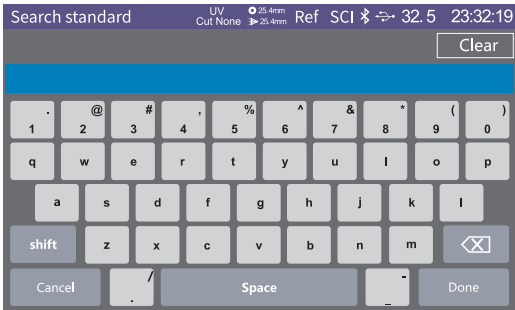 Search standard UV Cut None 25.4mm 25.4mm Ref SCI 32.5 23:32:19
Clear
. @ # , % ^ & * ( )
1 2 3 4 5 6 7 8 9 0
q w e r t y u I o p
a s d f g h j k l
shift z x c v b n m
Cancel / . Space - _ Done